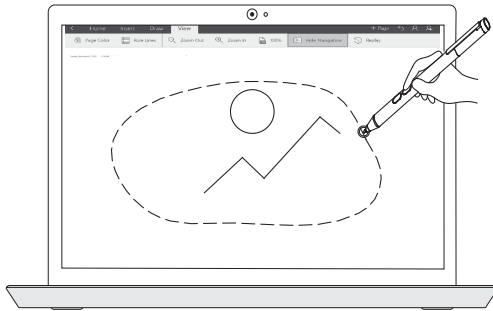 Home Insert Draw View + Page
Page Color Rule Lines Zoom Out Zoom In 100% Hide Navigation Replay